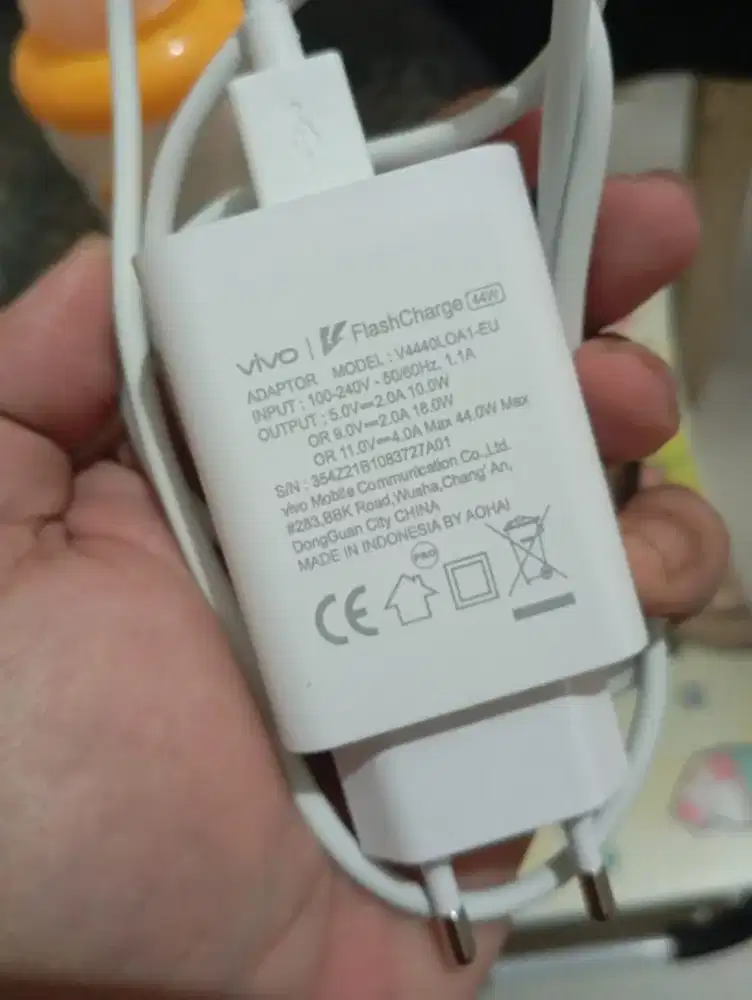 vivo | FlashCharge 44W
ADAPTOR MODEL : V4440L0A1-EU
INPUT : 100-240V - 50/60Hz, 1.1A
OUTPUT : 5.0V⎓2.0A 10.0W
OR 9.0V⎓2.0A 18.0W
OR 11.0V⎓4.0A Max 44.0W Max
S/N : 354Z21B1083727A01
vivo Mobile Communication Co.,Ltd.
#283,BBK Road,Wusha,Chang' An,
DongGuan City CHINA
MADE IN INDONESIA BY AOHAI
PRO
CE